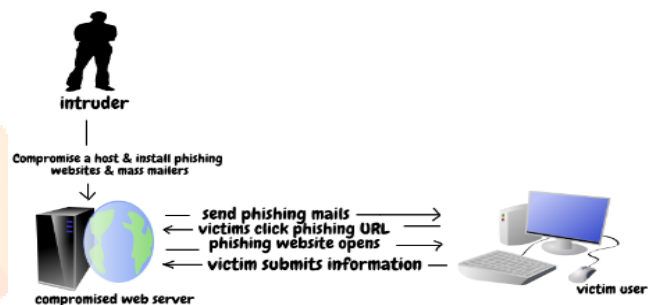 intruder
Compromise a host & install phishing
websites & mass mailers
send phishing mails
victims click phishing URL
phishing website opens
victim submits information
compromised web server
victim user